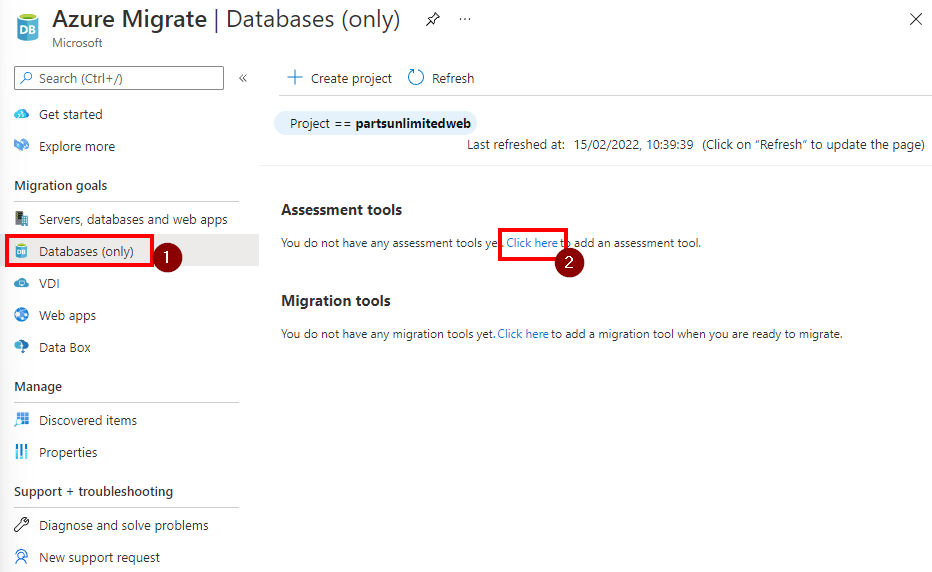 Azure Migrate | Databases (only)
Microsoft
Search (Ctrl+/)
Get started
Explore more
Migration goals
Servers, databases and web apps
Databases (only)
1
VDI
Web apps
Data Box
Manage
Discovered items
Properties
Support + troubleshooting
Diagnose and solve problems
New support request
Create project
Refresh
Project == partsunlimitedweb
Last refreshed at: 15/02/2022, 10:39:39 (Click on “Refresh” to update the page)
Assessment tools
You do not have any assessment tools yet. Click here to add an assessment tool.
2
Migration tools
You do not have any migration tools yet. Click here to add a migration tool when you are ready to migrate.
DB